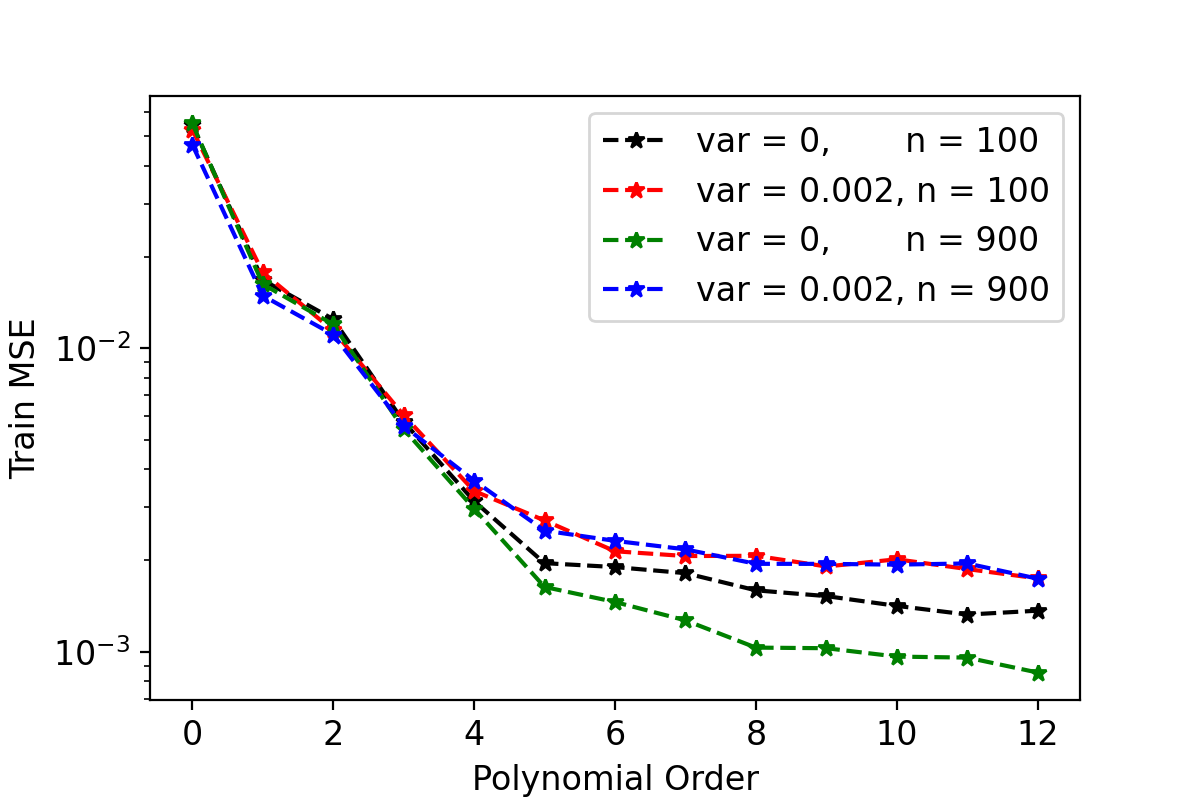 var = 0, n = 100
var = 0.002, n = 100
var = 0, n = 900
var = 0.002, n = 900
Train MSE
10⁻²
10⁻³
0 2 4 6 8 10 12
Polynomial Order